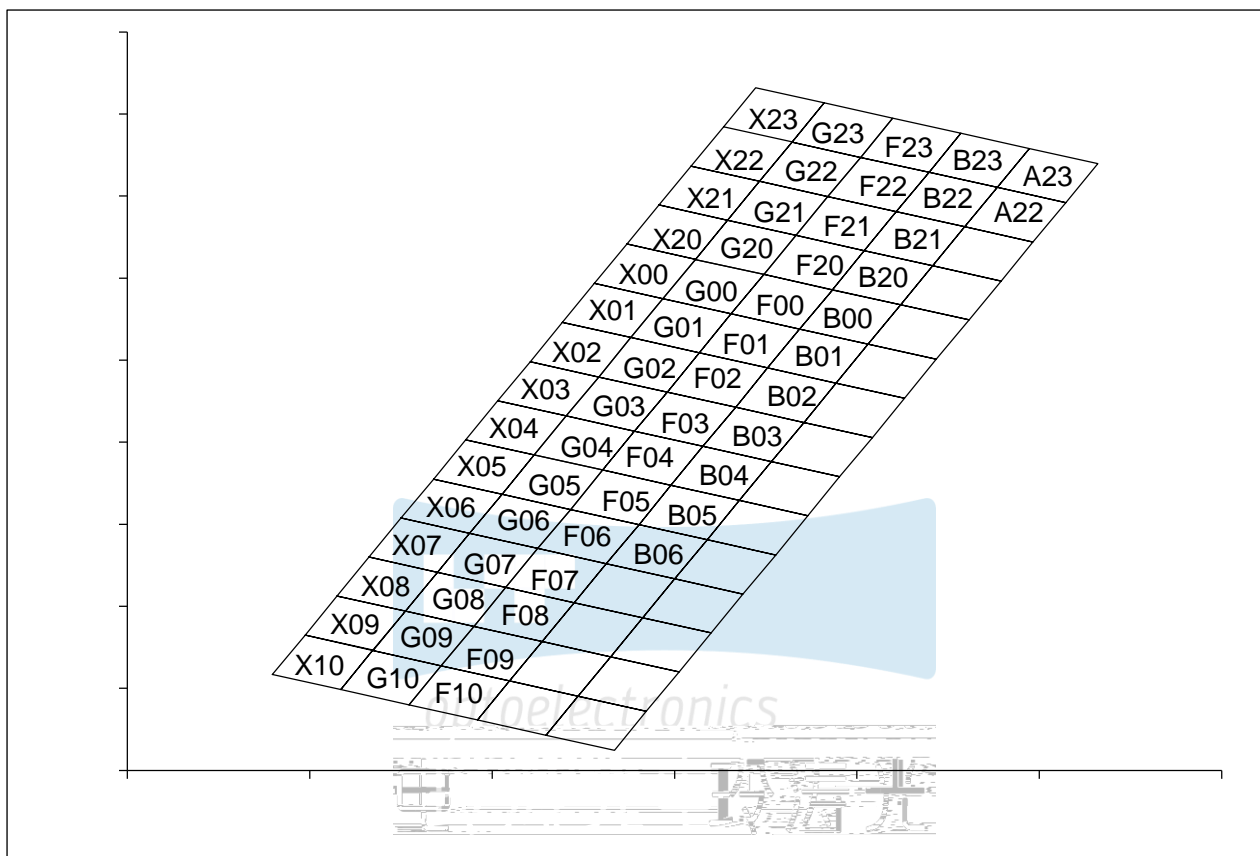 X23 G23 F23 B23 A23
X22 G22 F22 B22 A22
X21 G21 F21 B21
X20 G20 F20 B20
X00 G00 F00 B00
X01 G01 F01 B01
X02 G02 F02 B02
X03 G03 F03 B03
X04 G04 F04 B04
X05 G05 F05 B05
X06 G06 F06 B06
X07 G07 F07
X08 G08 F08
X09 G09 F09
X10 G10 F10
optoelectronics